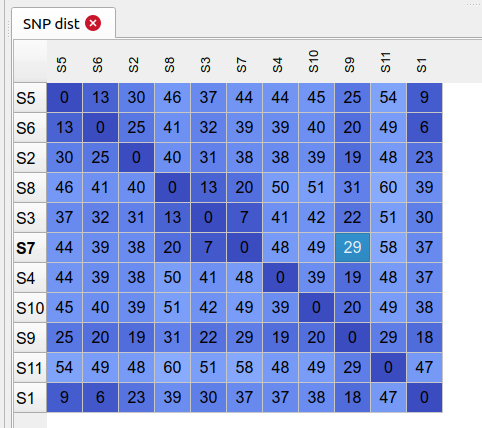 SNP dist
S5 S6 S2 S8 S3 S7 S4 S10 S9 S11 S1
S5 0 13 30 46 37 44 44 45 25 54 9
S6 13 0 25 41 32 39 39 40 20 49 6
S2 30 25 0 40 31 38 38 39 19 48 23
S8 46 41 40 0 13 20 50 51 31 60 39
S3 37 32 31 13 0 7 41 42 22 51 30
S7 44 39 38 20 7 0 48 49 29 58 37
S4 44 39 38 50 41 48 0 39 19 48 37
S10 45 40 39 51 42 49 39 0 20 49 38
S9 25 20 19 31 22 29 19 20 0 29 18
S11 54 49 48 60 51 58 48 49 29 0 47
S1 9 6 23 39 30 37 37 38 18 47 0